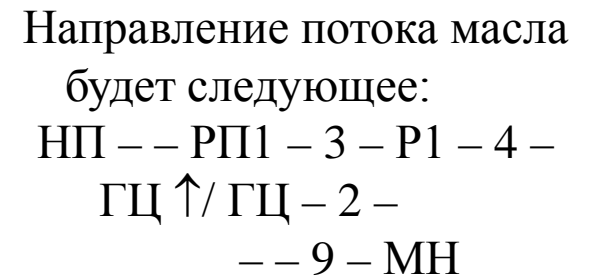 Направление потока масла
будет следующее:
НП – – РП1 – 3 – Р1 – 4 –
ГЦ ↑/ ГЦ – 2 –
– – 9 – МН